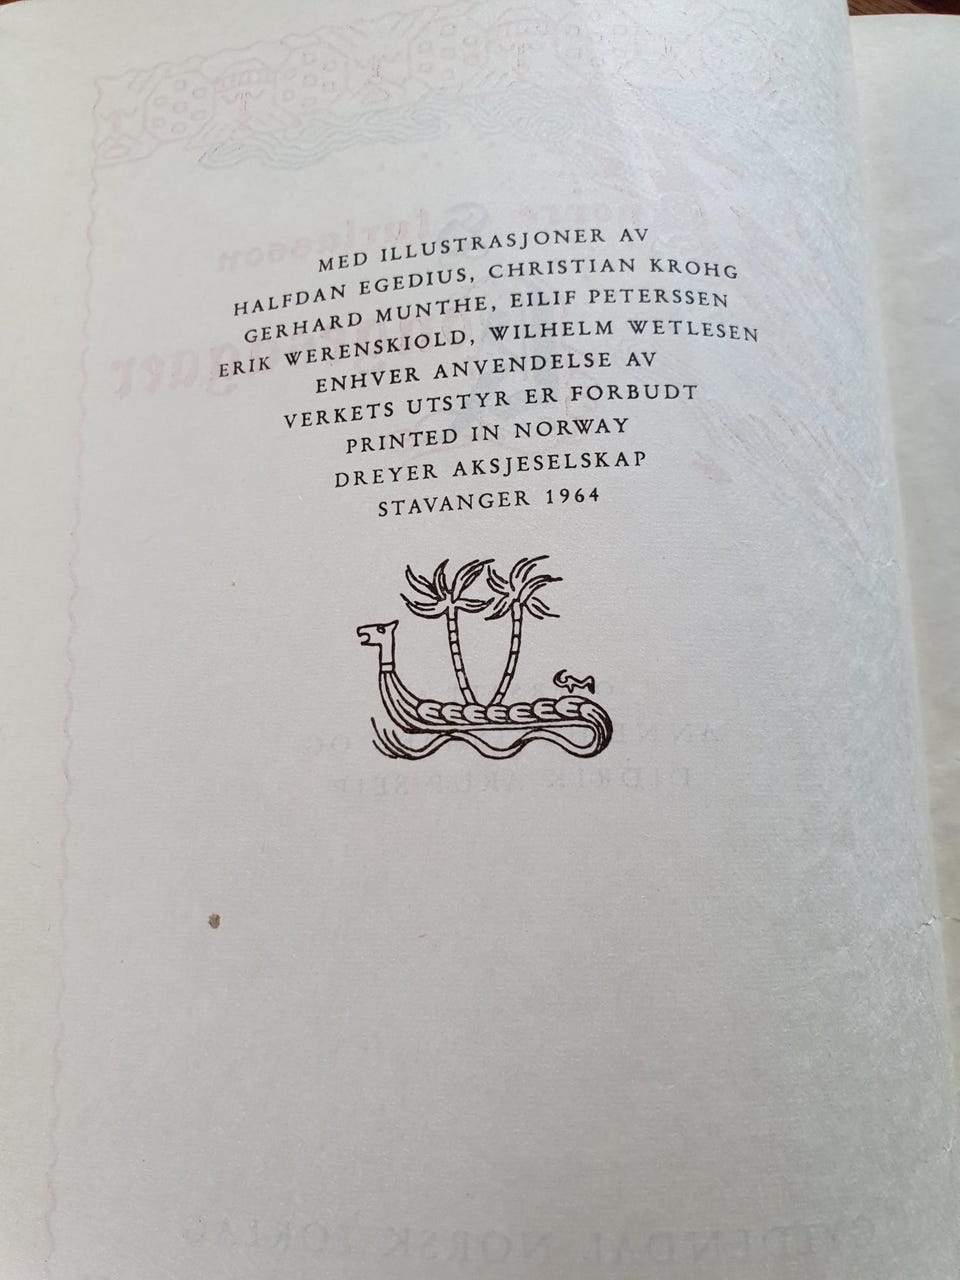 MED ILLUSTRASJONER AV
HALFDAN EGEDIUS, CHRISTIAN KROHG
GERHARD MUNTHE, EILIF PETERSSEN
ERIK WERENSKIOLD, WILHELM WETLESEN
ENHVER ANVENDELSE AV
VERKETS UTSTYR ER FORBUDT
PRINTED IN NORWAY
DREYER AKSJESELSKAP
STAVANGER 1964